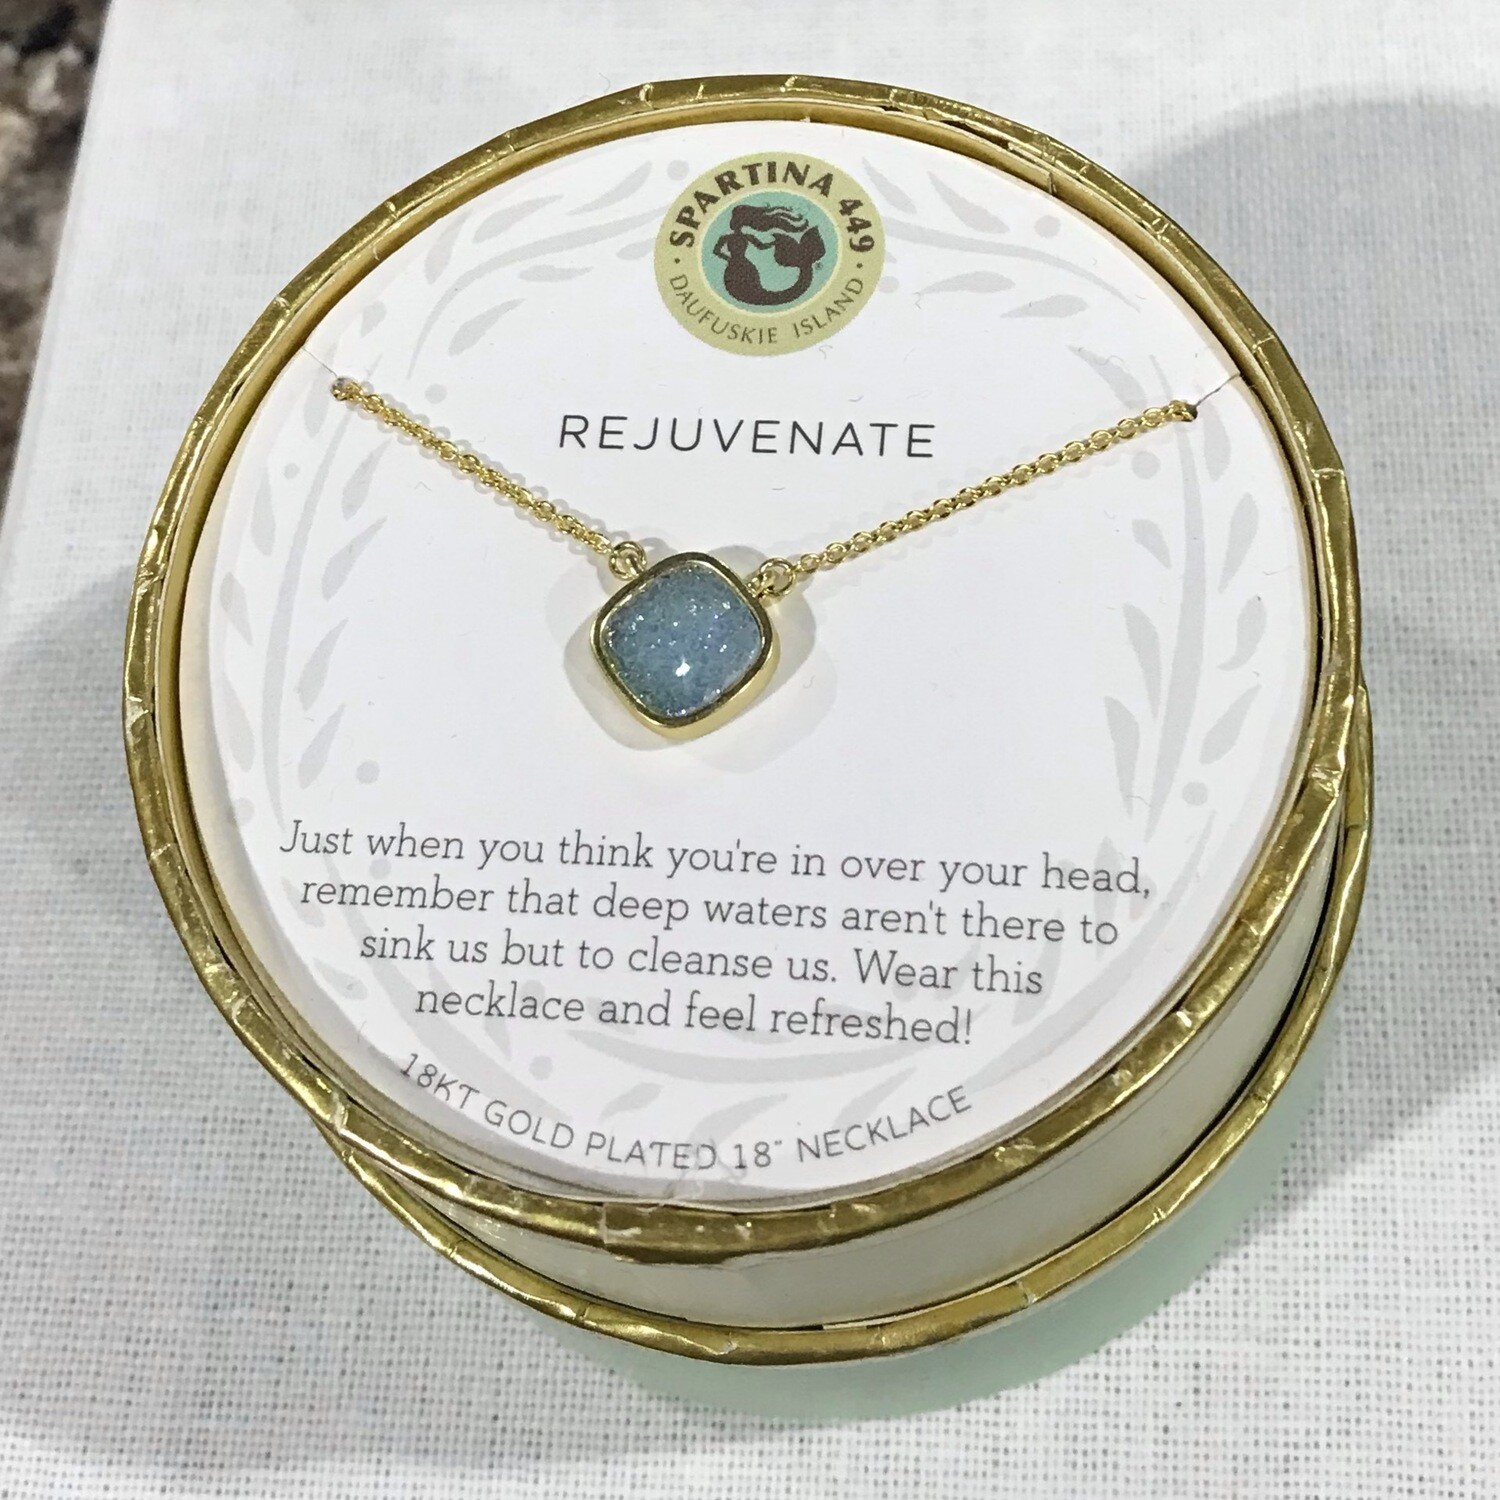 SPARTINA 449
· DAUFUSKIE ISLAND ·
REJUVENATE
Just when you think you're in over your head,
remember that deep waters aren't there to
sink us but to cleanse us. Wear this
necklace and feel refreshed!
18KT GOLD PLATED 18" NECKLACE